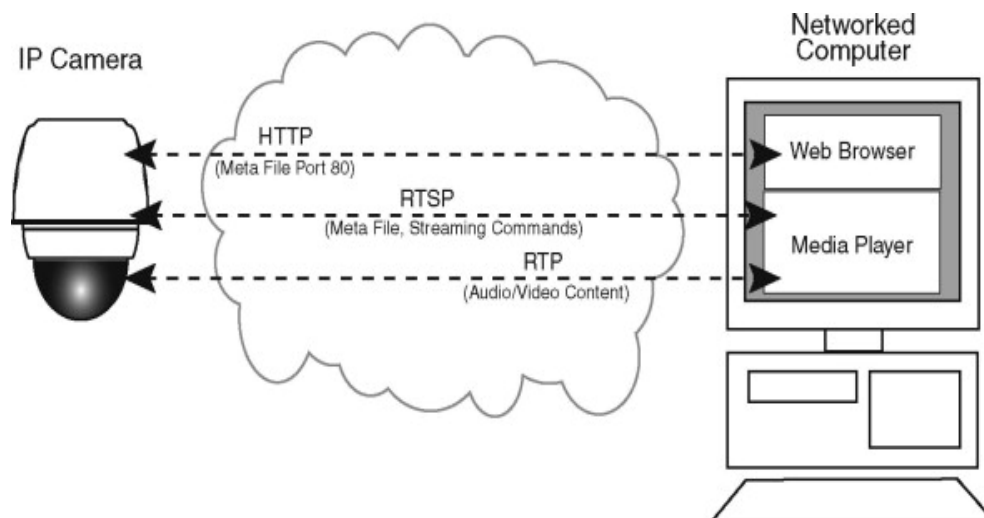 Networked
Computer
IP Camera
HTTP
(Meta File Port 80)
Web Browser
RTSP
(Meta File, Streaming Commands)
Media Player
RTP
(Audio/Video Content)